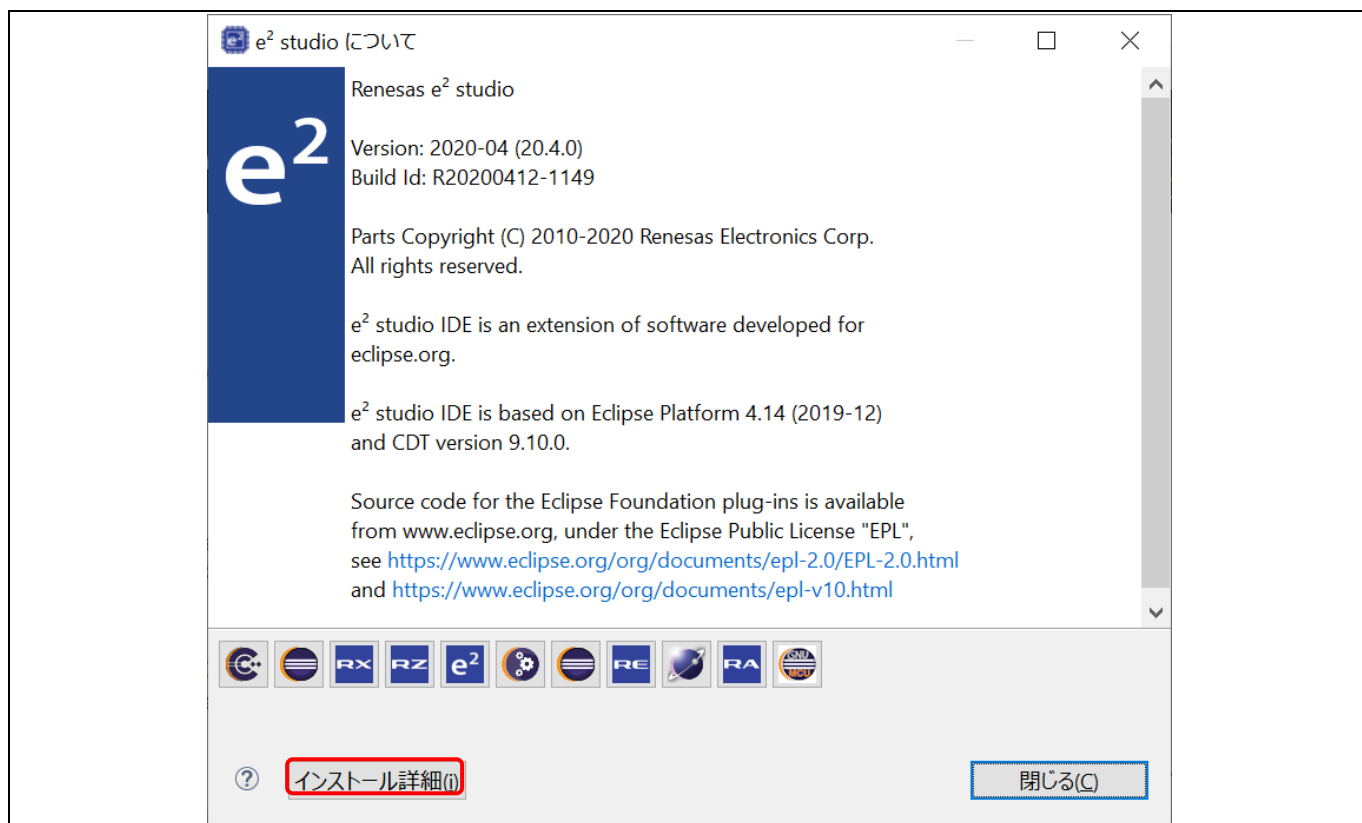 e² studio について
e²
Renesas e² studio
Version: 2020-04 (20.4.0)
Build Id: R20200412-1149
Parts Copyright (C) 2010-2020 Renesas Electronics Corp.
All rights reserved.
e² studio IDE is an extension of software developed for
eclipse.org.
e² studio IDE is based on Eclipse Platform 4.14 (2019-12)
and CDT version 9.10.0.
Source code for the Eclipse Foundation plug-ins is available
from www.eclipse.org, under the Eclipse Public License "EPL",
see https://www.eclipse.org/org/documents/epl-2.0/EPL-2.0.html
and https://www.eclipse.org/org/documents/epl-v10.html
RX RZ e² RE RA GNU MCU
インストール詳細(i) 閉じる(C)